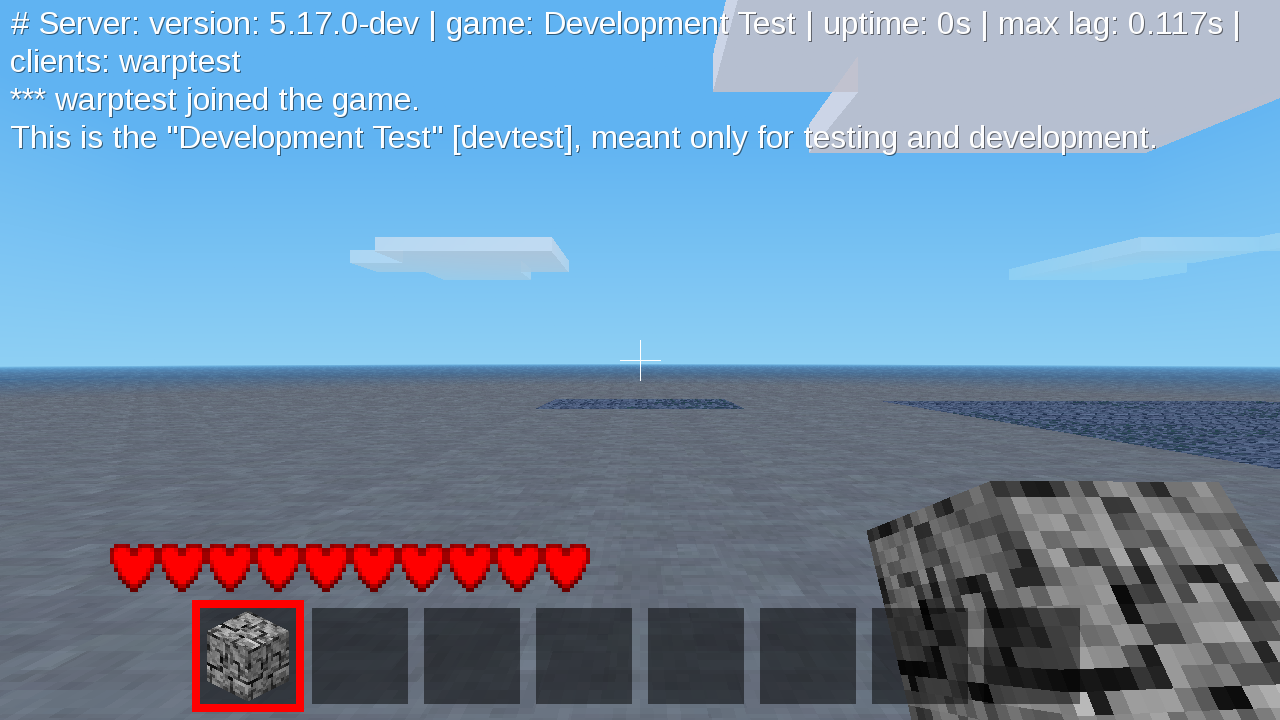 # Server: version: 5.17.0-dev | game: Development Test | uptime: 0s | max lag: 0.117s |
clients: warptest
*** warptest joined the game.
This is the "Development Test" [devtest], meant only for testing and development.